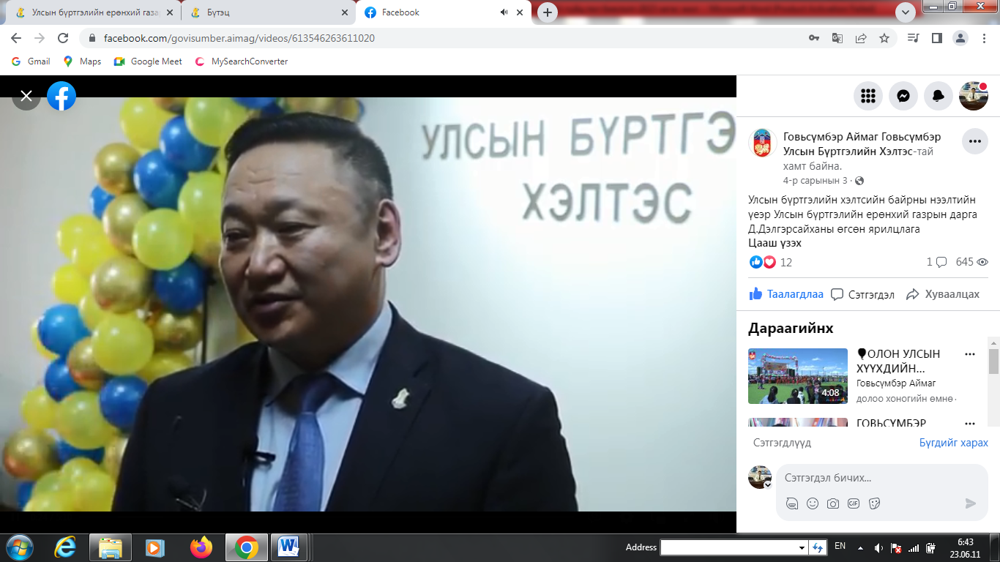 Улсын бүртгэлийн ерөнхий газа
Бүтэц
Facebook
facebook.com/govisumber.aimag/videos/613546263611020
Gmail
Maps
Google Meet
MySearchConverter
УЛСЫН БҮРТГЭ
ХЭЛТЭС
Говьсүмбэр Аймаг Говьсүмбэр
Улсын Бүртгэлийн Хэлтэс-тай
хамт байна.
4-р сарынын 3 ·
Улсын бүртгэлийн хэлтсийн байрны нээлтийн
үеэр Улсын бүртгэлийн ерөнхий газрын дарга
Д.Дэлгэрсайханы өгсөн ярилцлага
Цааш үзэх
12
1
645
Таалагдлаа
Сэтгэгдэл
Хуваалцах
Дараагийнх
ОЛОН УЛСЫН
ХҮҮХДИЙН...
Говьсүмбэр Аймаг
долоо хоногийн өмнө ·
4:08
ГОВЬСҮМБЭР
Сэтгэгдлүүд
Бүгдийг харах
Сэтгэгдэл бичих...
GIF
Address
EN
6:43
23.06.11